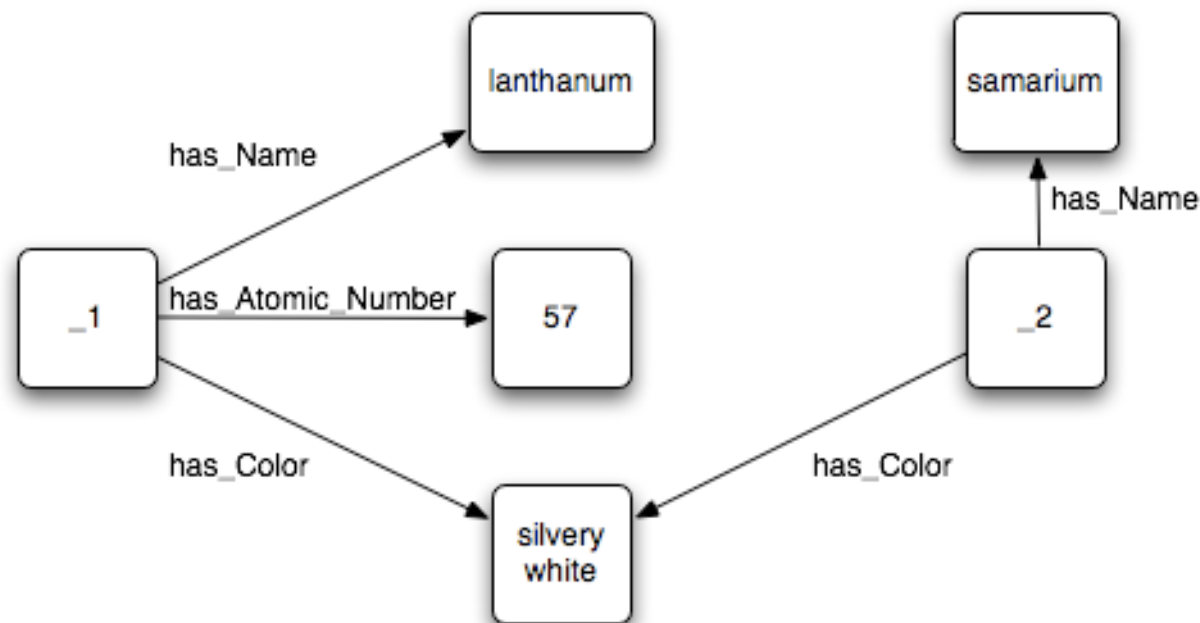 lanthanum
samarium
has_Name
has_Name
_1
has_Atomic_Number
57
_2
has_Color
has_Color
silvery
white